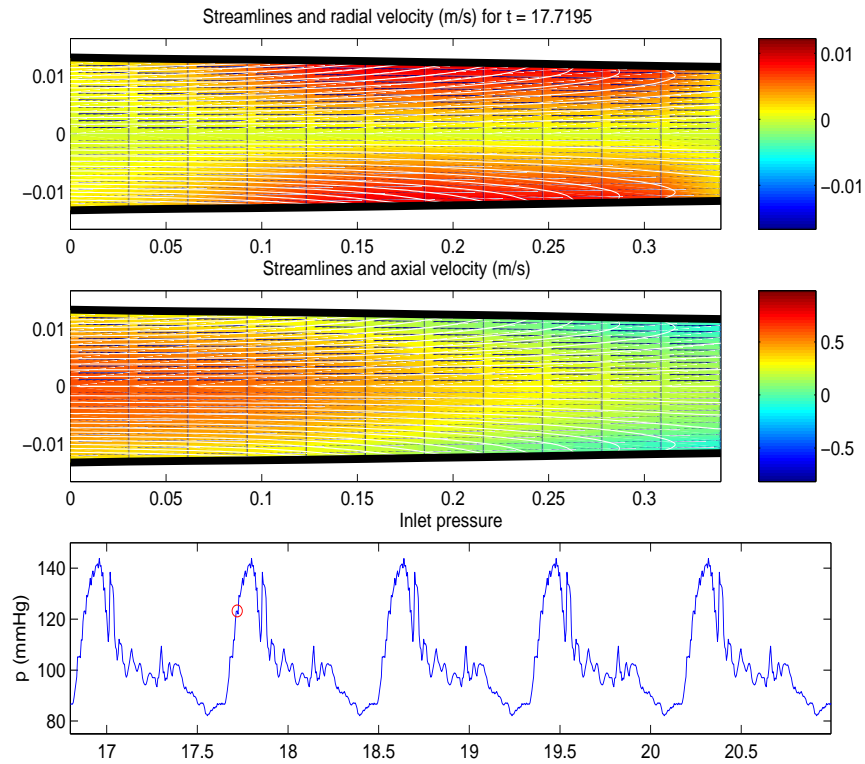 Streamlines and radial velocity (m/s) for t = 17.7195
0.01
0
−0.01
0 0.05 0.1 0.15 0.2 0.25 0.3
0.01
0
−0.01
Streamlines and axial velocity (m/s)
0.01
0
−0.01
0 0.05 0.1 0.15 0.2 0.25 0.3
0.5
0
−0.5
Inlet pressure
p (mmHg)
140
120
100
80
17 17.5 18 18.5 19 19.5 20 20.5